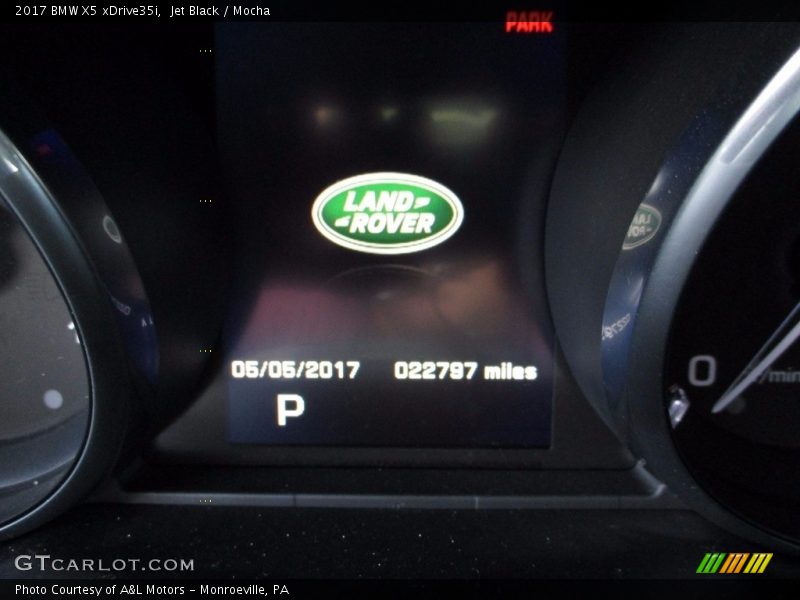 2017 BMW X5 xDrive35i, Jet Black / Mocha
PARK
LAND
ROVER
05/05/2017 022797 miles
P
0
/min
GTCARLOT.COM
Photo Courtesy of A&L Motors - Monroeville, PA